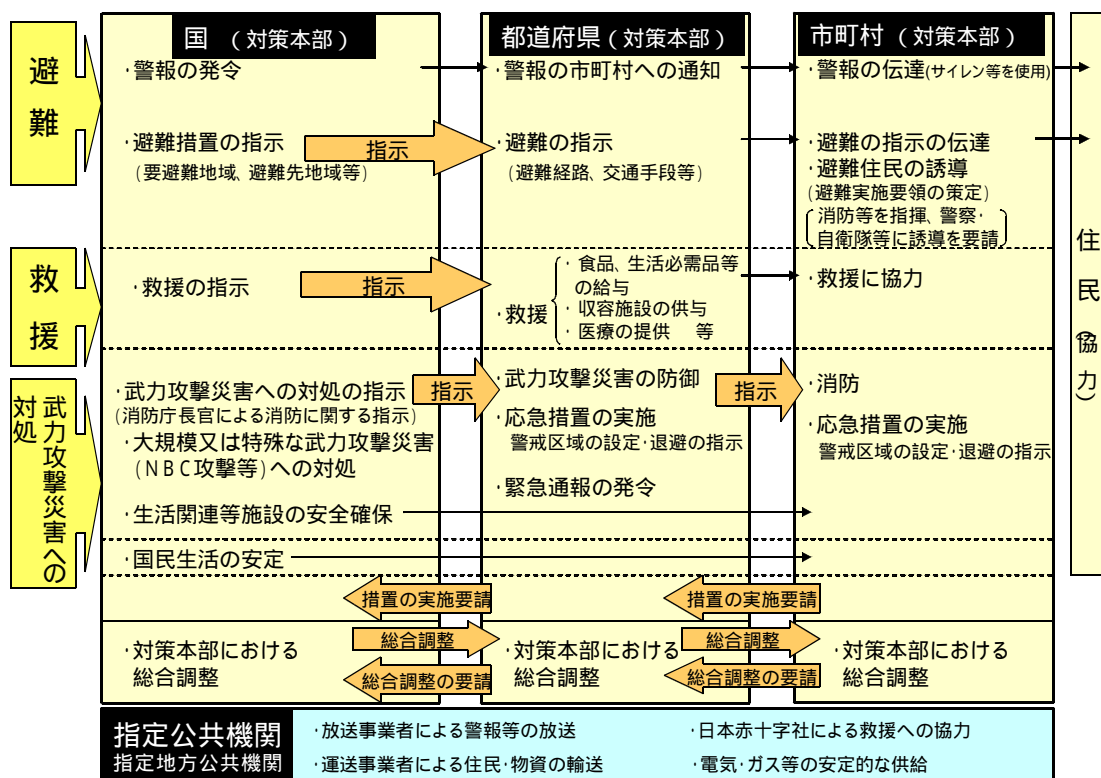 国 (対策本部)
都道府県(対策本部)
市町村 (対策本部)
避難
・警報の発令
・警報の市町村への通知
・警報の伝達(サイレン等を使用)
・避難措置の指示
(要避難地域、避難先地域等)
指示
・避難の指示
(避難経路、交通手段等)
・避難の指示の伝達
・避難住民の誘導
(避難実施要領の策定)
消防等を指揮、警察・
自衛隊等に誘導を要請
救援
・救援の指示
指示
・救援
・食品、生活必需品等
の給与
・収容施設の供与
・医療の提供 等
・救援に協力
武力攻撃災害への
対処
・武力攻撃災害への対処の指示
(消防庁長官による消防に関する指示)
・大規模又は特殊な武力攻撃災害
(NBC攻撃等)への対処
指示
・武力攻撃災害の防御
・応急措置の実施
警戒区域の設定・退避の指示
・緊急通報の発令
指示
・消防
・応急措置の実施
警戒区域の設定・退避の指示
・生活関連等施設の安全確保
・国民生活の安定
住民(協力)
措置の実施要請
措置の実施要請
・対策本部における
総合調整
総合調整
総合調整の要請
・対策本部における
総合調整
総合調整
総合調整の要請
・対策本部における
総合調整
指定公共機関
指定地方公共機関
・放送事業者による警報等の放送
・日本赤十字社による救援への協力
・運送事業者による住民・物資の輸送
・電気・ガス等の安定的な供給